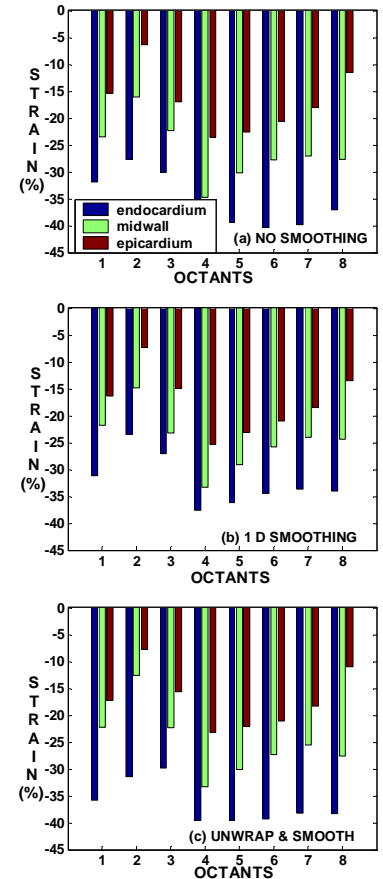 0
-5
-10
-15
-20
-25
-30
-35
-40
-45
S
T
R
A
I
N
(%)
endocardium
midwall
epicardium
(a) NO SMOOTHING
1 2 3 4 5 6 7 8
OCTANTS
0
-5
-10
-15
-20
-25
-30
-35
-40
-45
S
T
R
A
I
N
(%)
(b) 1 D SMOOTHING
1 2 3 4 5 6 7 8
OCTANTS
0
-5
-10
-15
-20
-25
-30
-35
-40
-45
S
T
R
A
I
N
(%)
(c) UNWRAP & SMOOTH
1 2 3 4 5 6 7 8
OCTANTS